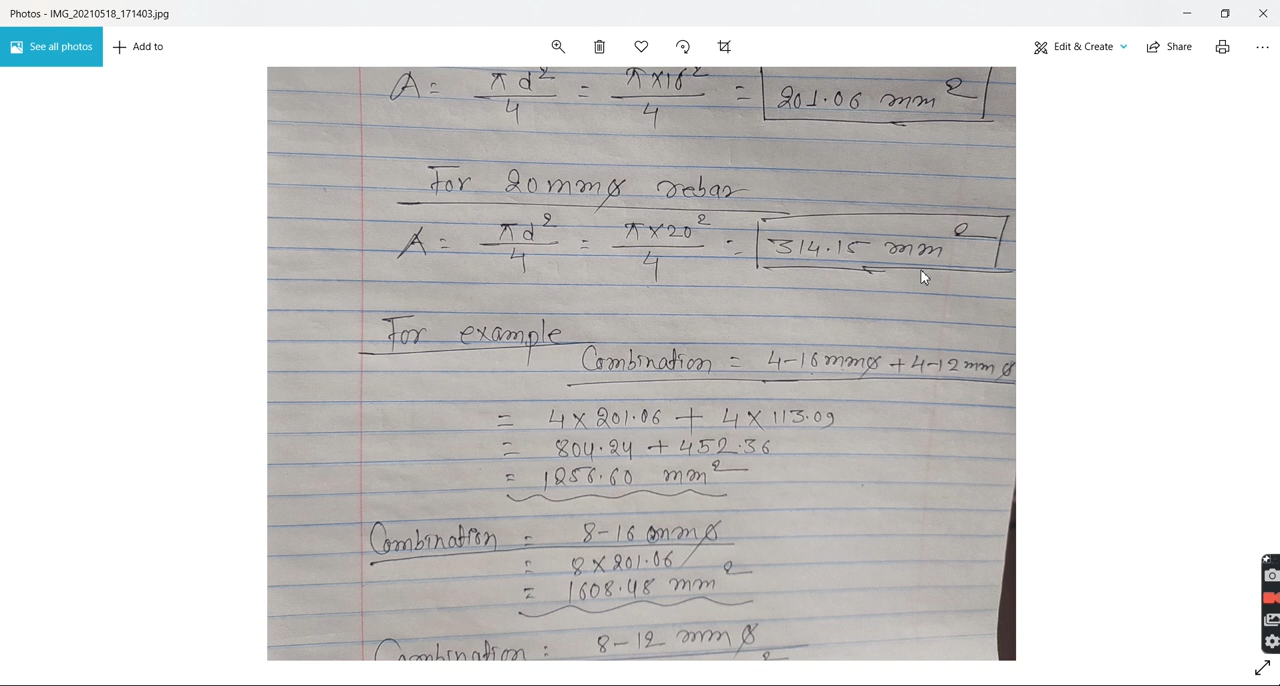 Photos - IMG_20210518_171403.jpg
See all photos
Add to
Edit & Create
Share
A = πd²/4 = π×16²/4 = 201.06 mm²
For 20mmø rebar
A = πd²/4 = π×20²/4 = 314.15 mm²
For example
Combination = 4-16mmø + 4-12mmø
= 4×201.06 + 4×113.09
= 804.24 + 452.36
= 1256.60 mm²
Combination = 8-16 mmø
= 8×201.06
= 1608.48 mm²
Combination = 8-12 mmø